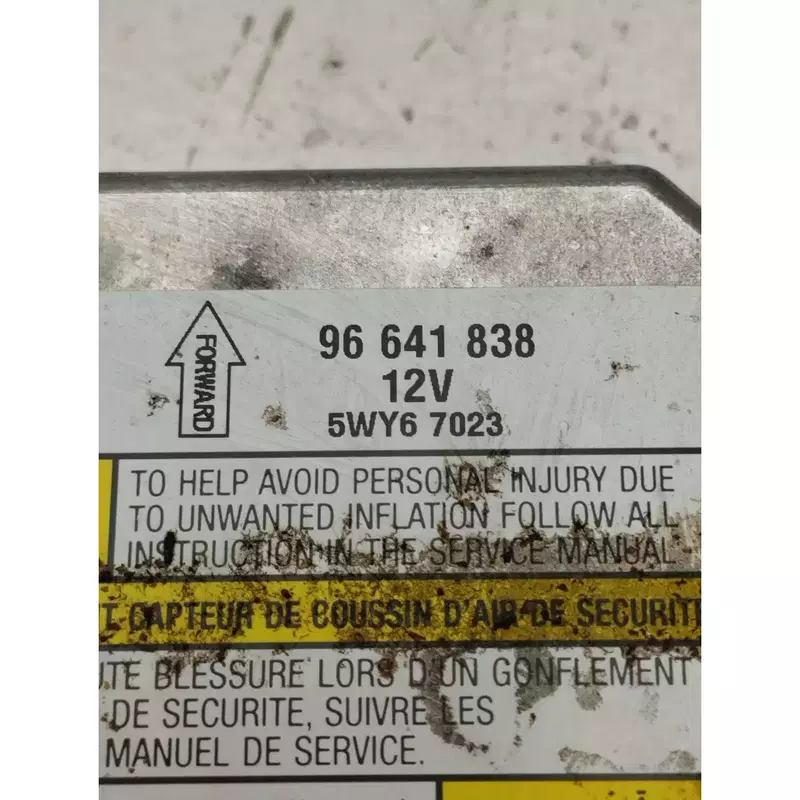 FORWARD
96 641 838
12V
5WY6 7023
TO HELP AVOID PERSONAL INJURY DUE
TO UNWANTED INFLATION FOLLOW ALL
INSTRUCTION IN THE SERVICE MANUAL
T CAPTEUR DE COUSSIN D'AIR DE SECURITE
UTE BLESSURE LORS D'UN GONFLEMENT
DE SECURITE, SUIVRE LES
MANUEL DE SERVICE.